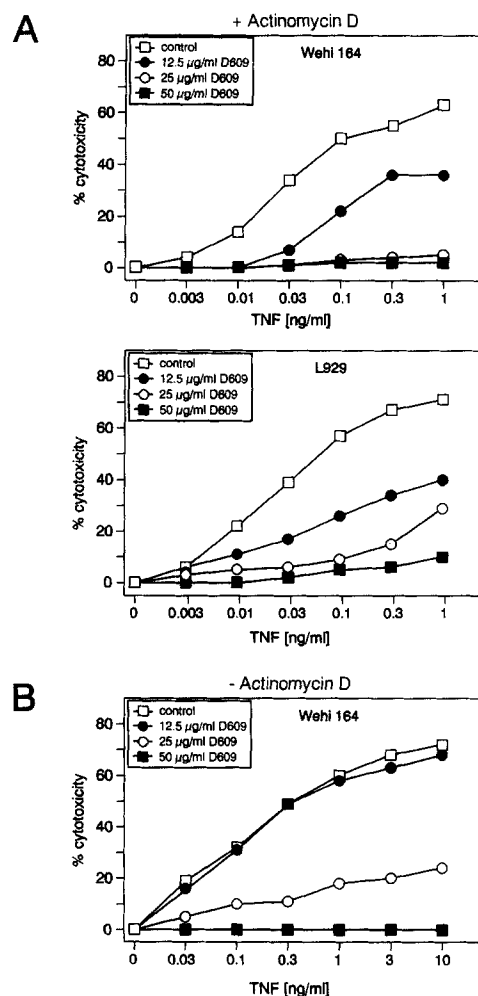 A
+ Actinomycin D
Wehi 164
control
12.5 µg/ml D609
25 µg/ml D609
50 µg/ml D609
% cytotoxicity
80
60
40
20
0
0 0.003 0.01 0.03 0.1 0.3 1
TNF [ng/ml]
L929
control
12.5 µg/ml D609
25 µg/ml D609
50 µg/ml D609
% cytotoxicity
80
60
40
20
0
0 0.003 0.01 0.03 0.1 0.3 1
TNF [ng/ml]
B
- Actinomycin D
Wehi 164
control
12.5 µg/ml D609
25 µg/ml D609
50 µg/ml D609
% cytotoxicity
80
60
40
20
0
0 0.03 0.1 0.3 1 3 10
TNF [ng/ml]